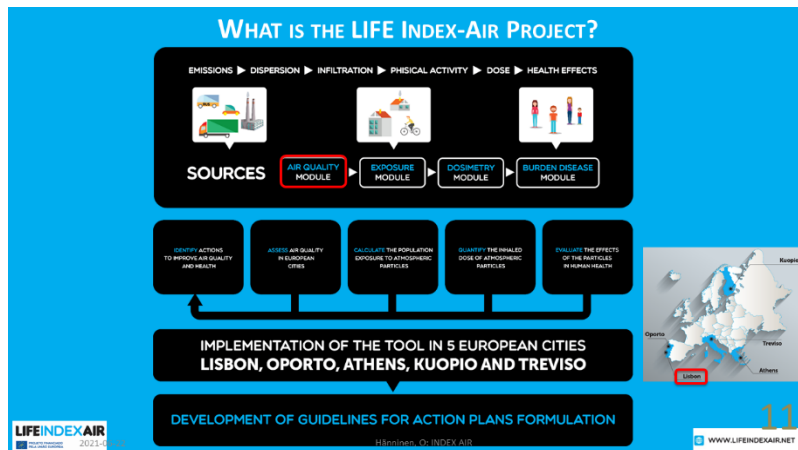 WHAT IS THE LIFE INDEX-AIR PROJECT?
EMISSIONS ▶ DISPERSION ▶ INFILTRATION ▶ PHISICAL ACTIVITY ▶ DOSE ▶ HEALTH EFFECTS
SOURCES
AIR QUALITY
MODULE
EXPOSURE
MODULE
DOSIMETRY
MODULE
BURDEN DISEASE
MODULE
IDENTIFY ACTIONS
TO IMPROVE AIR QUALITY
AND HEALTH
ASSESS AIR QUALITY
IN EUROPEAN
CITIES
CALCULATE THE POPULATION
EXPOSURE TO ATMOSPHERIC
PARTICLES
QUANTIFY THE INHALED
DOSE OF ATMOSPHERIC
PARTICLES
EVALUATE THE EFFECTS
OF THE PARTICLES
IN HUMAN HEALTH
Kuopio
Oporto
Treviso
Athens
Lisbon
IMPLEMENTATION OF THE TOOL IN 5 EUROPEAN CITIES
LISBON, OPORTO, ATHENS, KUOPIO AND TREVISO
DEVELOPMENT OF GUIDELINES FOR ACTION PLANS FORMULATION
11
LIFEINDEXAIR
Hänninen, O: INDEX AIR
WWW.LIFEINDEXAIR.NET